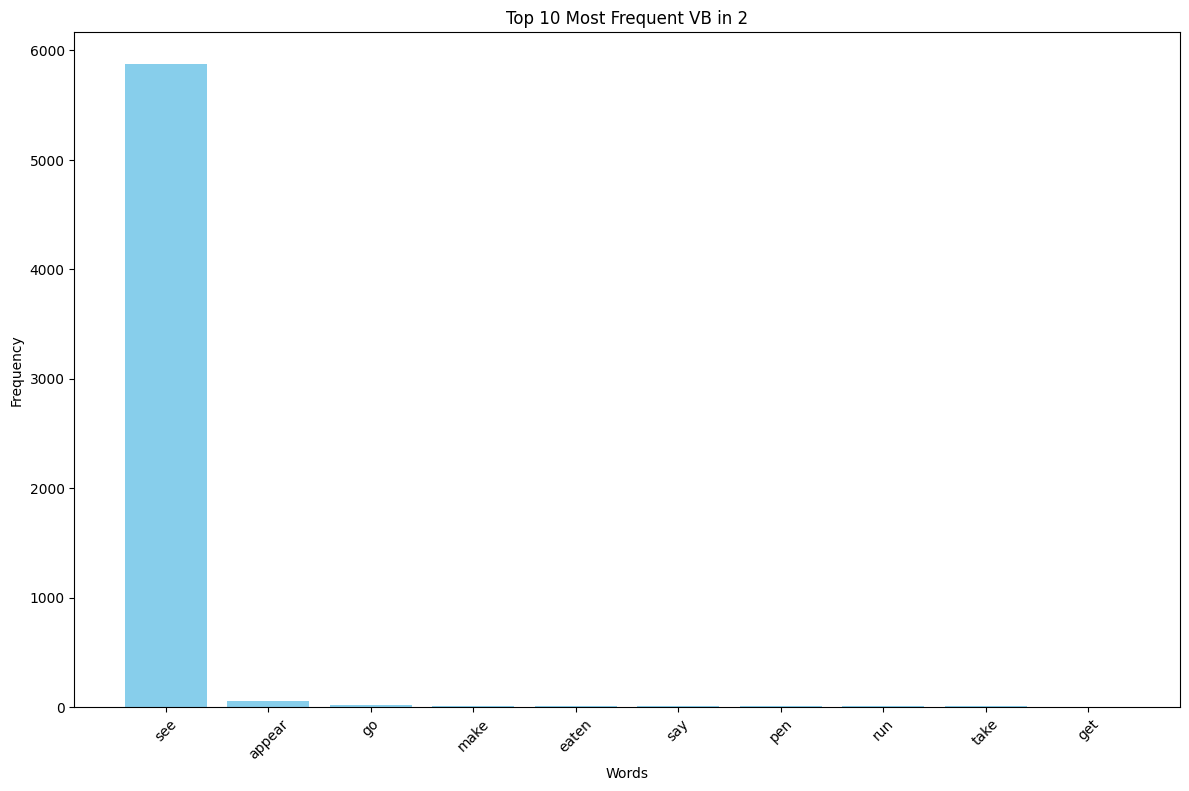 Top 10 Most Frequent VB in 2
6000
5000
4000
3000
2000
1000
0
Frequency
see
appear
go
make
eaten
say
pen
run
take
get
Words